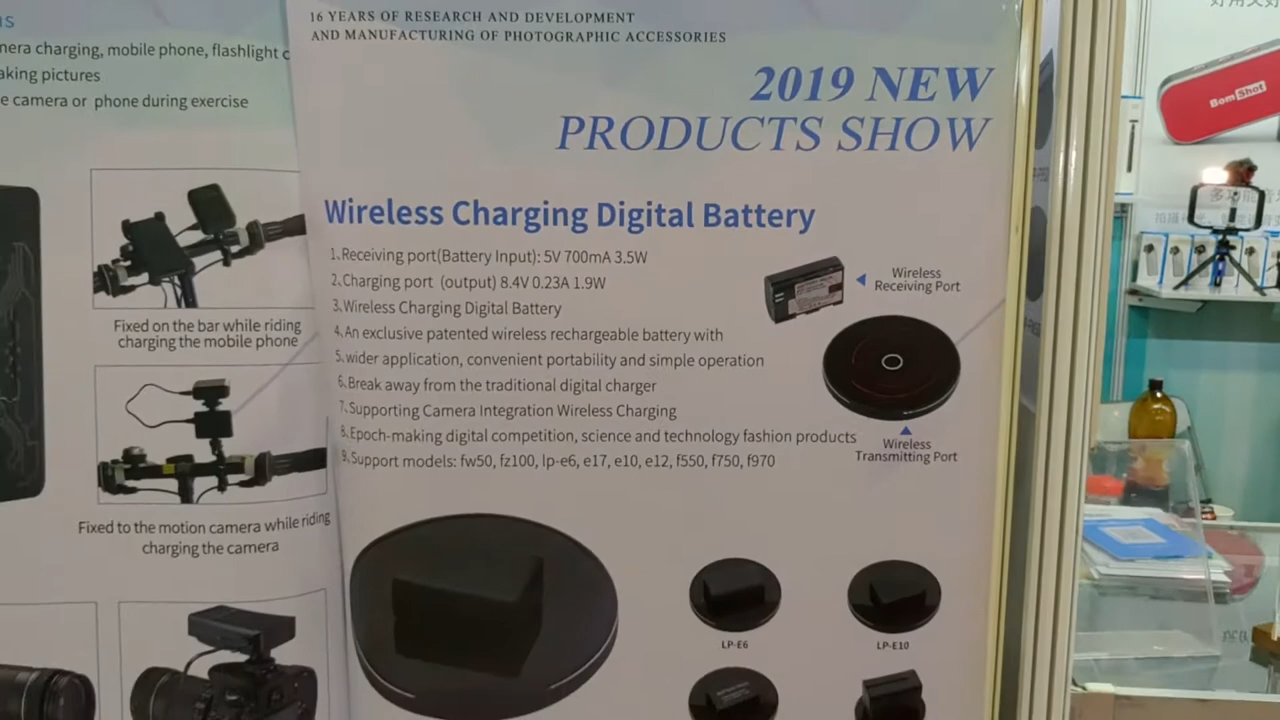 mera charging, mobile phone, flashlight c
aking pictures
e camera or phone during exercise
Fixed on the bar while riding
charging the mobile phone
Fixed to the motion camera while riding
charging the camera
16 YEARS OF RESEARCH AND DEVELOPMENT
AND MANUFACTURING OF PHOTOGRAPHIC ACCESSORIES
2019 NEW
PRODUCTS SHOW
Wireless Charging Digital Battery
1.Receiving port(Battery Input): 5V 700mA 3.5W
2.Charging port (output) 8.4V 0.23A 1.9W
3.Wireless Charging Digital Battery
4.An exclusive patented wireless rechargeable battery with
5.wider application, convenient portability and simple operation
6.Break away from the traditional digital charger
7.Supporting Camera Integration Wireless Charging
8.Epoch-making digital competition, science and technology fashion products
9.Support models: fw50, fz100, lp-e6, e17, e10, e12, f550, f750, f970
Wireless
Receiving Port
Wireless
Transmitting Port
LP-E6
LP-E10
BomShot